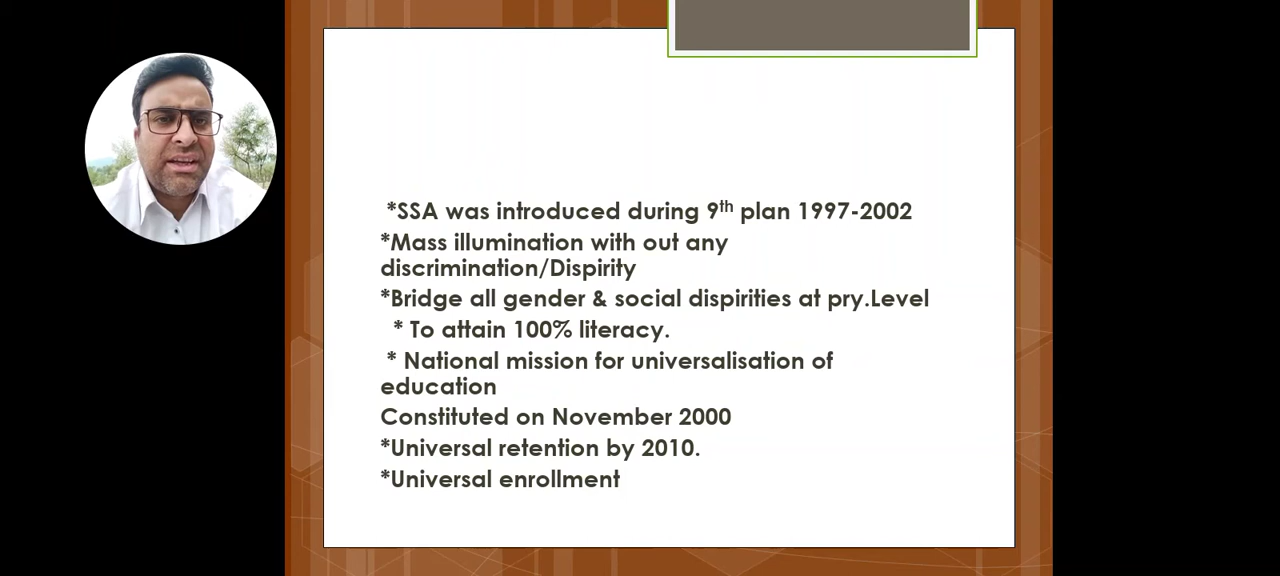 *SSA was introduced during 9th plan 1997-2002
*Mass illumination with out any
discrimination/Dispirity
*Bridge all gender & social dispirities at pry.Level
* To attain 100% literacy.
* National mission for universalisation of
education
Constituted on November 2000
*Universal retention by 2010.
*Universal enrollment